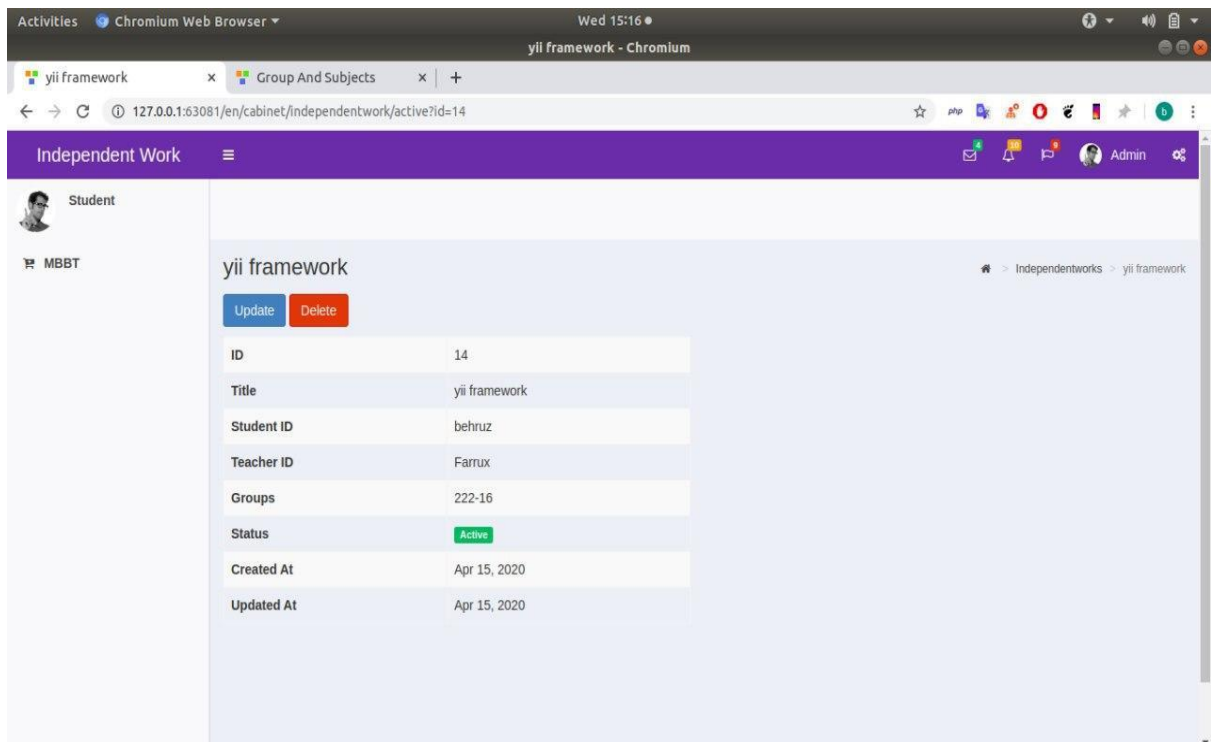 Activities Chromium Web Browser Wed 15:16
yii framework - Chromium
yii framework Group And Subjects
127.0.0.1:63081/en/cabinet/independentwork/active?id=14 php b
Independent Work 4 10 9 Admin
Student
MBBT
yii framework > Independentworks > yii framework
Update Delete
ID 14
Title yii framework
Student ID behruz
Teacher ID Farrux
Groups 222-16
Status Active
Created At Apr 15, 2020
Updated At Apr 15, 2020